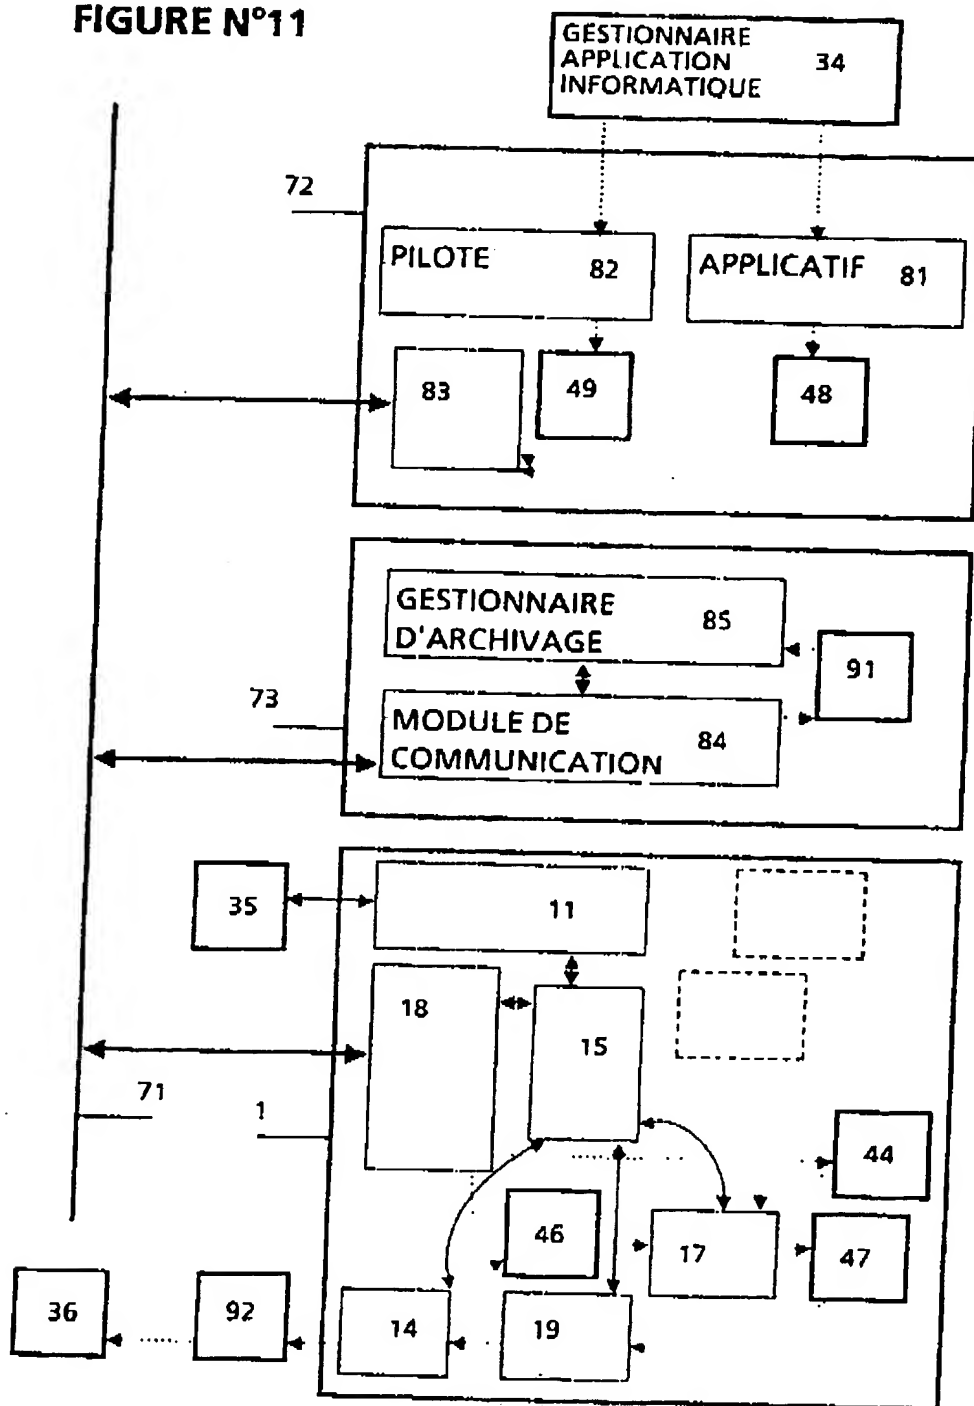 FIGURE N°11
GESTIONNAIRE
APPLICATION 34
INFORMATIQUE
72
PILOTE 82
APPLICATIF 81
83
49
48
GESTIONNAIRE
D'ARCHIVAGE 85
91
73
MODULE DE
COMMUNICATION 84
35
11
18
15
71
1
44
46
17
47
36
92
14
19